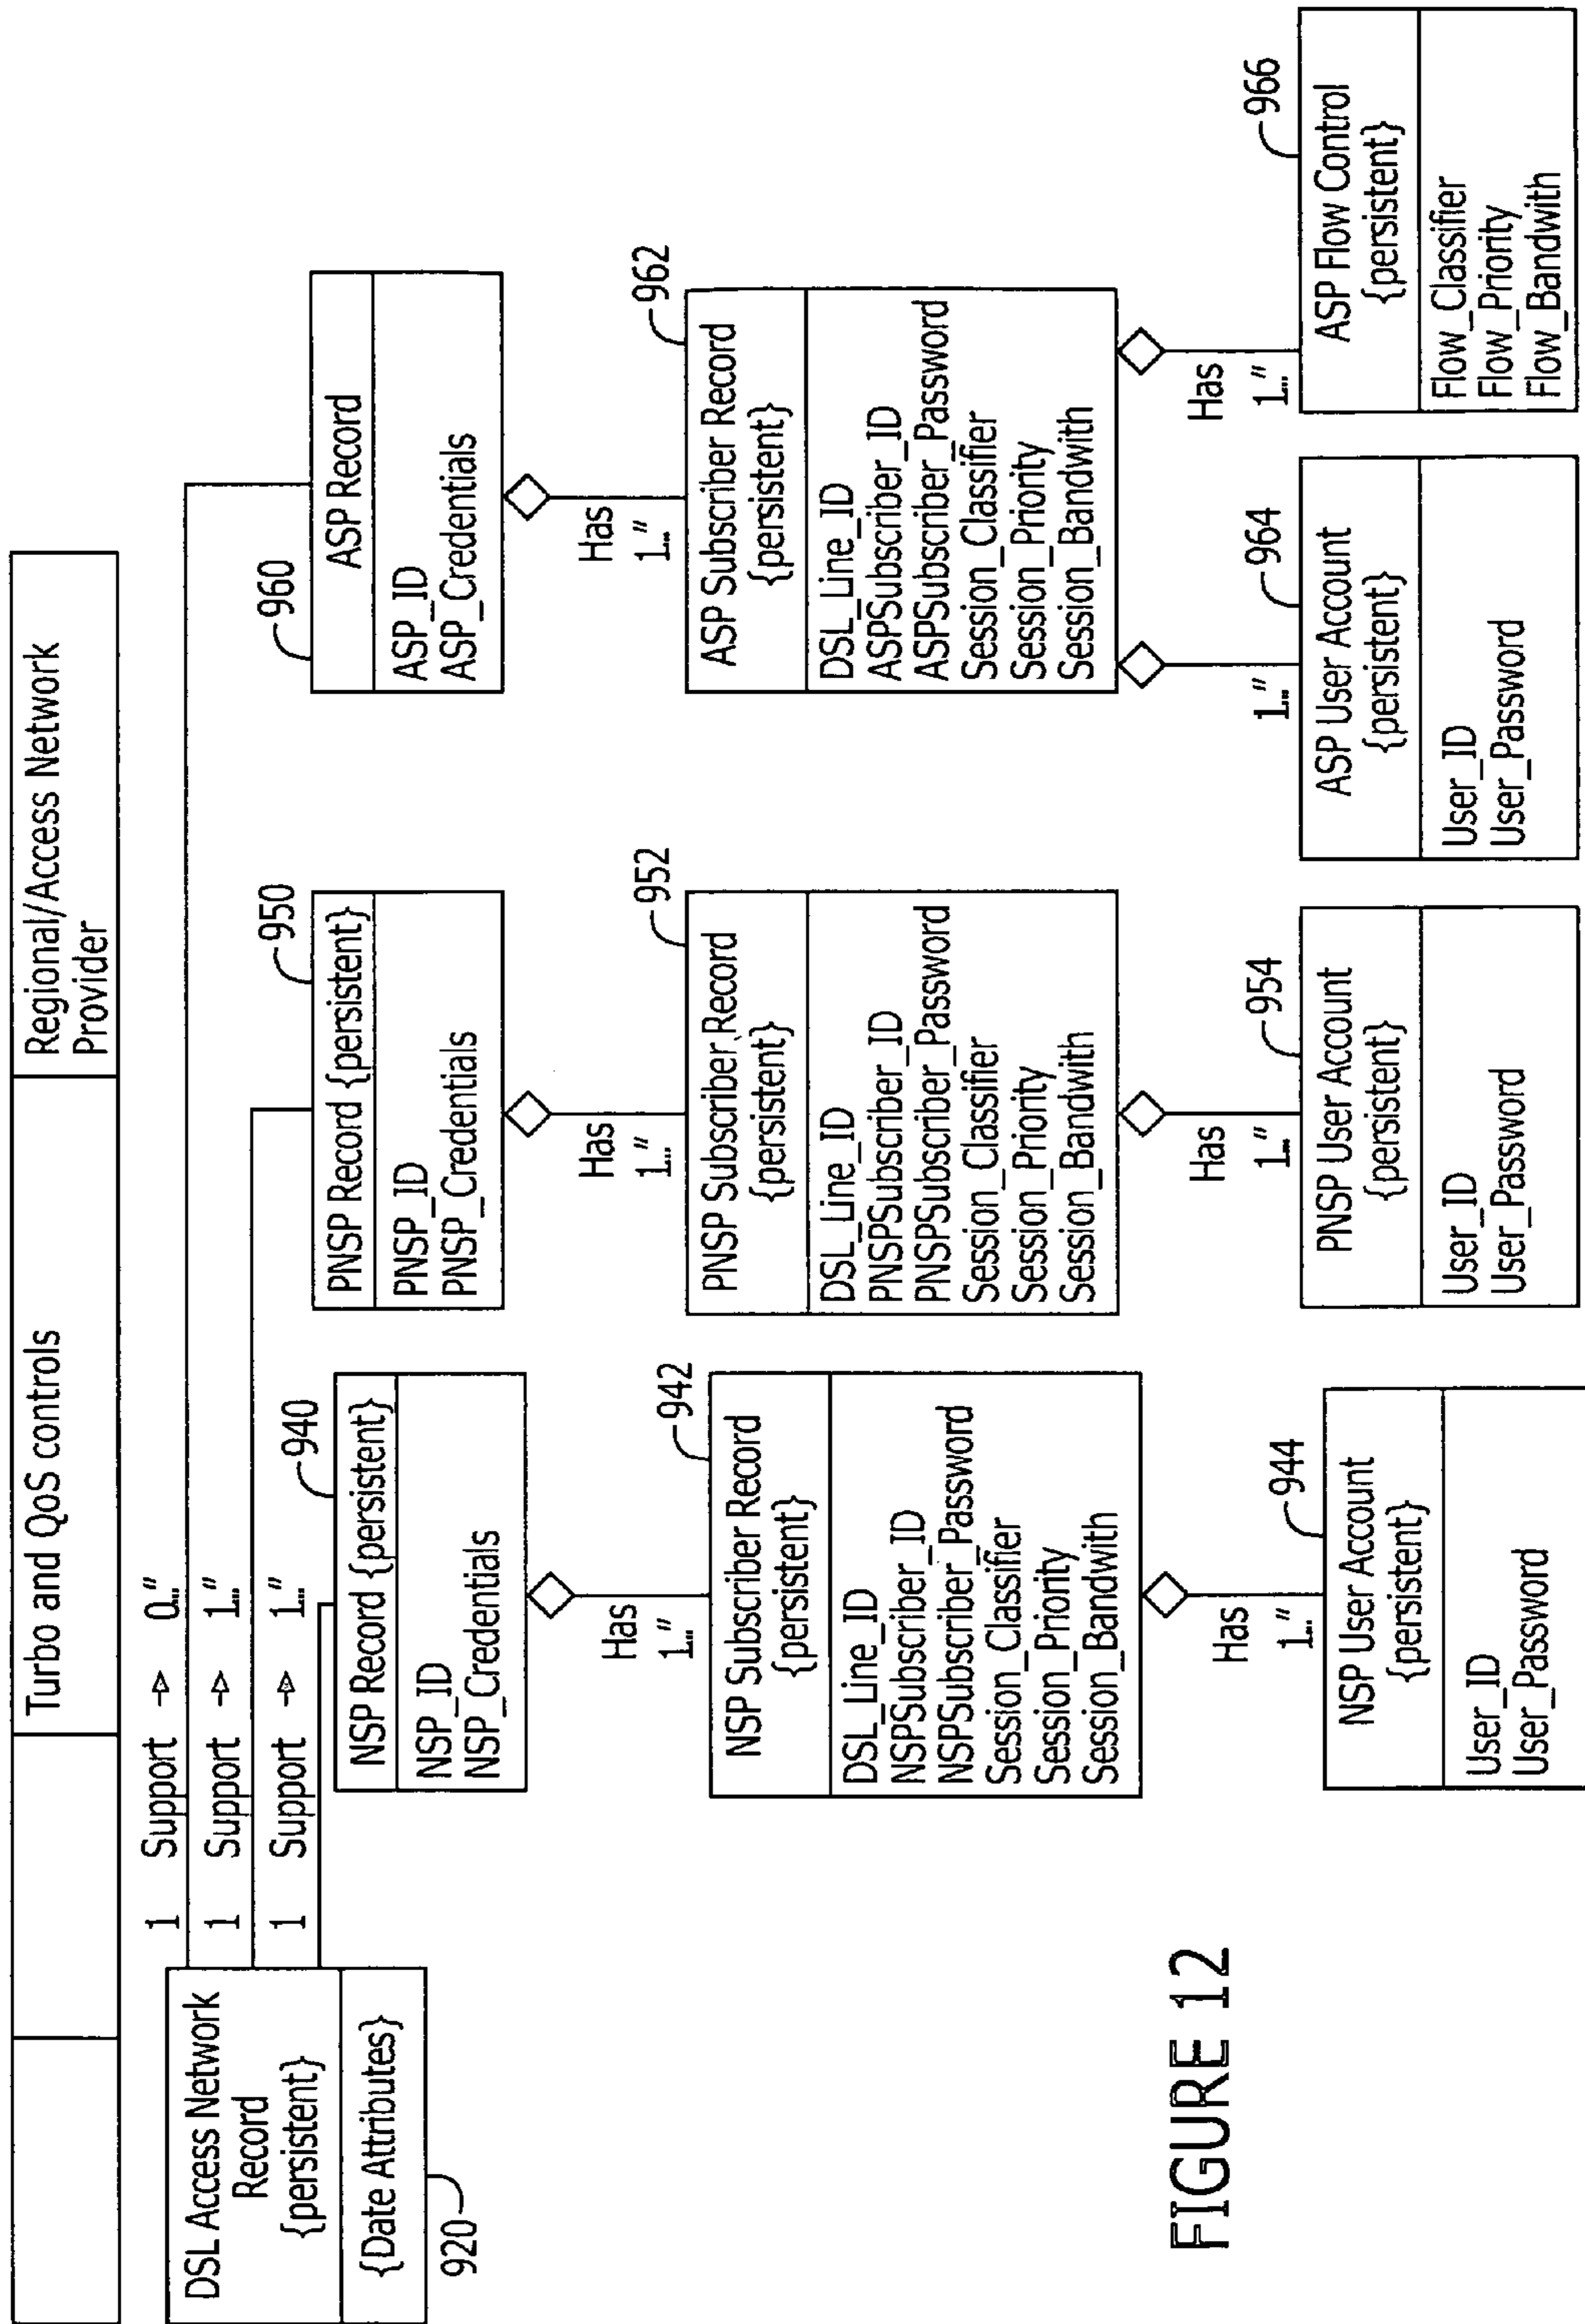 Turbo and QoS controls
Regional/Access Network
Provider
1 Support -> 0..''
1 Support -> 1..''
1 Support -> 1..''
DSL Access Network
Record
{persistent}
{Date Attributes}
920
940
NSP Record {persistent}
NSP_ID
NSP_Credentials
Has
1..''
942
NSP Subscriber Record
{persistent}
DSL_Line_ID
NSPSubscriber_ID
NSPSubscriber_Password
Session_Classifier
Session_Priority
Session_Bandwith
Has
1..''
944
NSP User Account
{persistent}
User_ID
User_Password
950
PNSP Record {persistent}
PNSP_ID
PNSP_Credentials
Has
1..''
952
PNSP Subscriber Record
{persistent}
DSL_Line_ID
PNSPSubscriber_ID
PNSPSubscriber_Password
Session_Classifier
Session_Priority
Session_Bandwith
Has
1..''
954
PNSP User Account
{persistent}
User_ID
User_Password
960
ASP Record
ASP_ID
ASP_Credentials
Has
1..''
962
ASP Subscriber Record
{persistent}
DSL_Line_ID
ASPSubscriber_ID
ASPSubscriber_Password
Session_Classifier
Session_Priority
Session_Bandwith
1..''
964
ASP User Account
{persistent}
User_ID
User_Password
Has
1..''
966
ASP Flow Control
{persistent}
Flow_Classifier
Flow_Priority
Flow_Bandwith
FIGURE 12